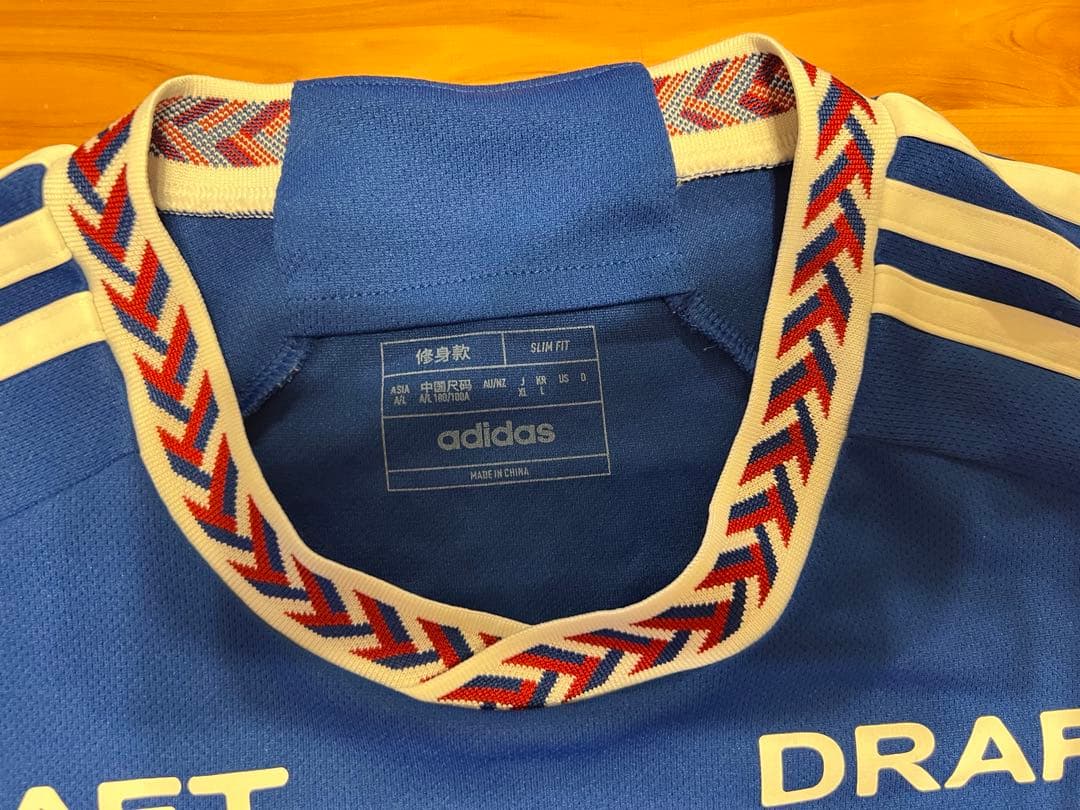 修身款 SLIM FIT
ASIA 中国尺码 AU/NZ J KR US D
A/L A/L 180/100A XL L
adidas
MADE IN CHINA
DRAF
AFT